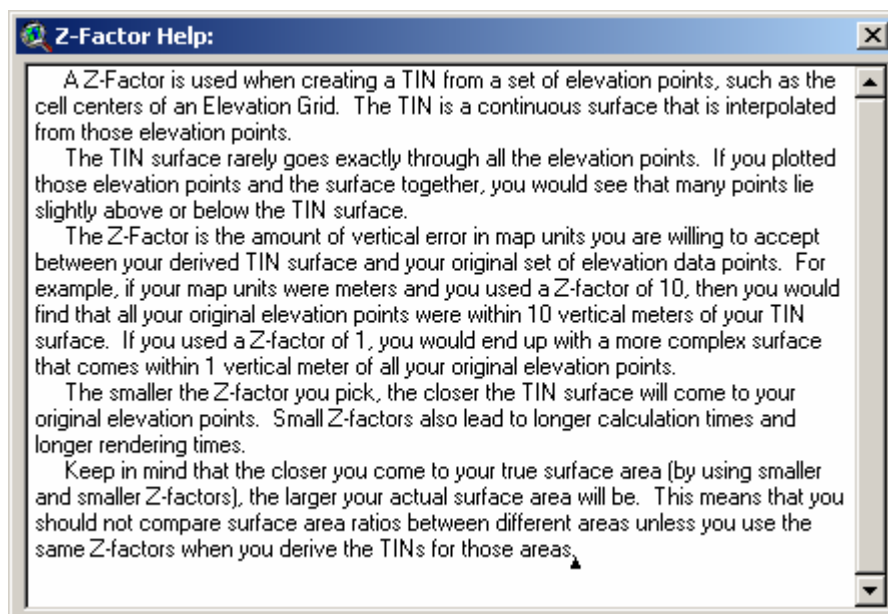 Z-Factor Help:
A Z-Factor is used when creating a TIN from a set of elevation points, such as the
cell centers of an Elevation Grid. The TIN is a continuous surface that is interpolated
from those elevation points.
The TIN surface rarely goes exactly through all the elevation points. If you plotted
those elevation points and the surface together, you would see that many points lie
slightly above or below the TIN surface.
The Z-Factor is the amount of vertical error in map units you are willing to accept
between your derived TIN surface and your original set of elevation data points. For
example, if your map units were meters and you used a Z-factor of 10, then you would
find that all your original elevation points were within 10 vertical meters of your TIN
surface. If you used a Z-factor of 1, you would end up with a more complex surface
that comes within 1 vertical meter of all your original elevation points.
The smaller the Z-factor you pick, the closer the TIN surface will come to your
original elevation points. Small Z-factors also lead to longer calculation times and
longer rendering times.
Keep in mind that the closer you come to your true surface area (by using smaller
and smaller Z-factors), the larger your actual surface area will be. This means that you
should not compare surface area ratios between different areas unless you use the
same Z-factors when you derive the TINs for those areas.